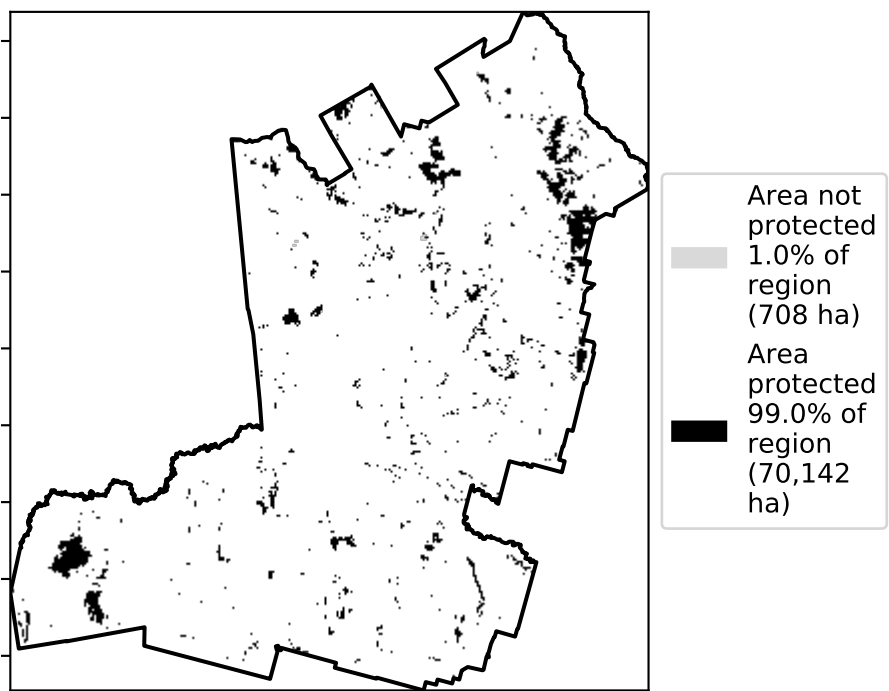 Area not
protected
1.0% of
region
(708 ha)
Area
protected
99.0% of
region
(70,142
ha)